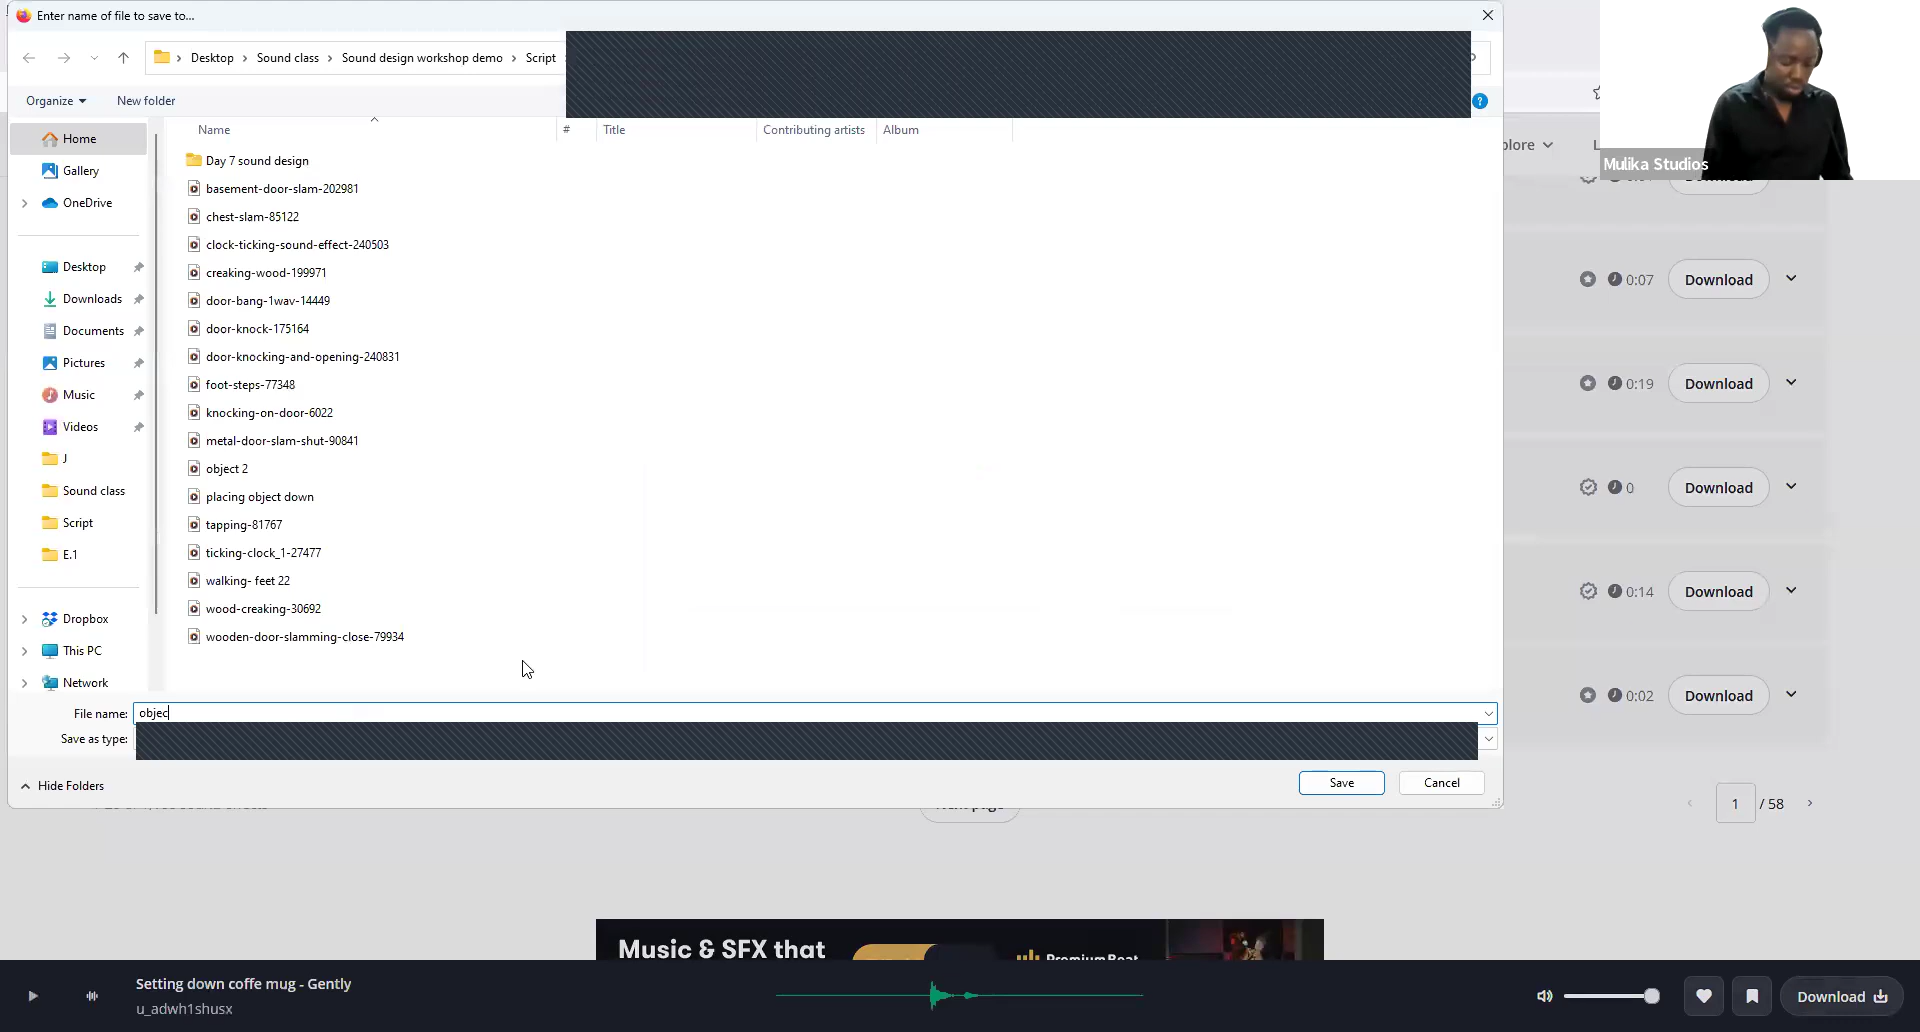 Enter name of file to save to...
Desktop > Sound class > Sound design workshop demo > Script
Organize
New folder
Name
#
Title
Contributing artists
Album
Home
Gallery
OneDrive
Desktop
Downloads
Documents
Pictures
Music
Videos
J
Sound class
Script
E.1
Dropbox
This PC
Network
Day 7 sound design
basement-door-slam-202981
chest-slam-85122
clock-ticking-sound-effect-240503
creaking-wood-199971
door-bang-1wav-14449
door-knock-175164
door-knocking-and-opening-240831
foot-steps-77348
knocking-on-door-6022
metal-door-slam-shut-90841
object 2
placing object down
tapping-81767
ticking-clock_1-27477
walking- feet 22
wood-creaking-30692
wooden-door-slamming-close-79934
File name: objec
Save as type:
Hide Folders
Save
Cancel
Mulika Studios
plore
0:07 Download
0:19 Download
0 Download
0:14 Download
0:02 Download
1 / 58
Music & SFX that
PremiumBeat
Setting down coffe mug - Gently
u_adwh1shusx
Download